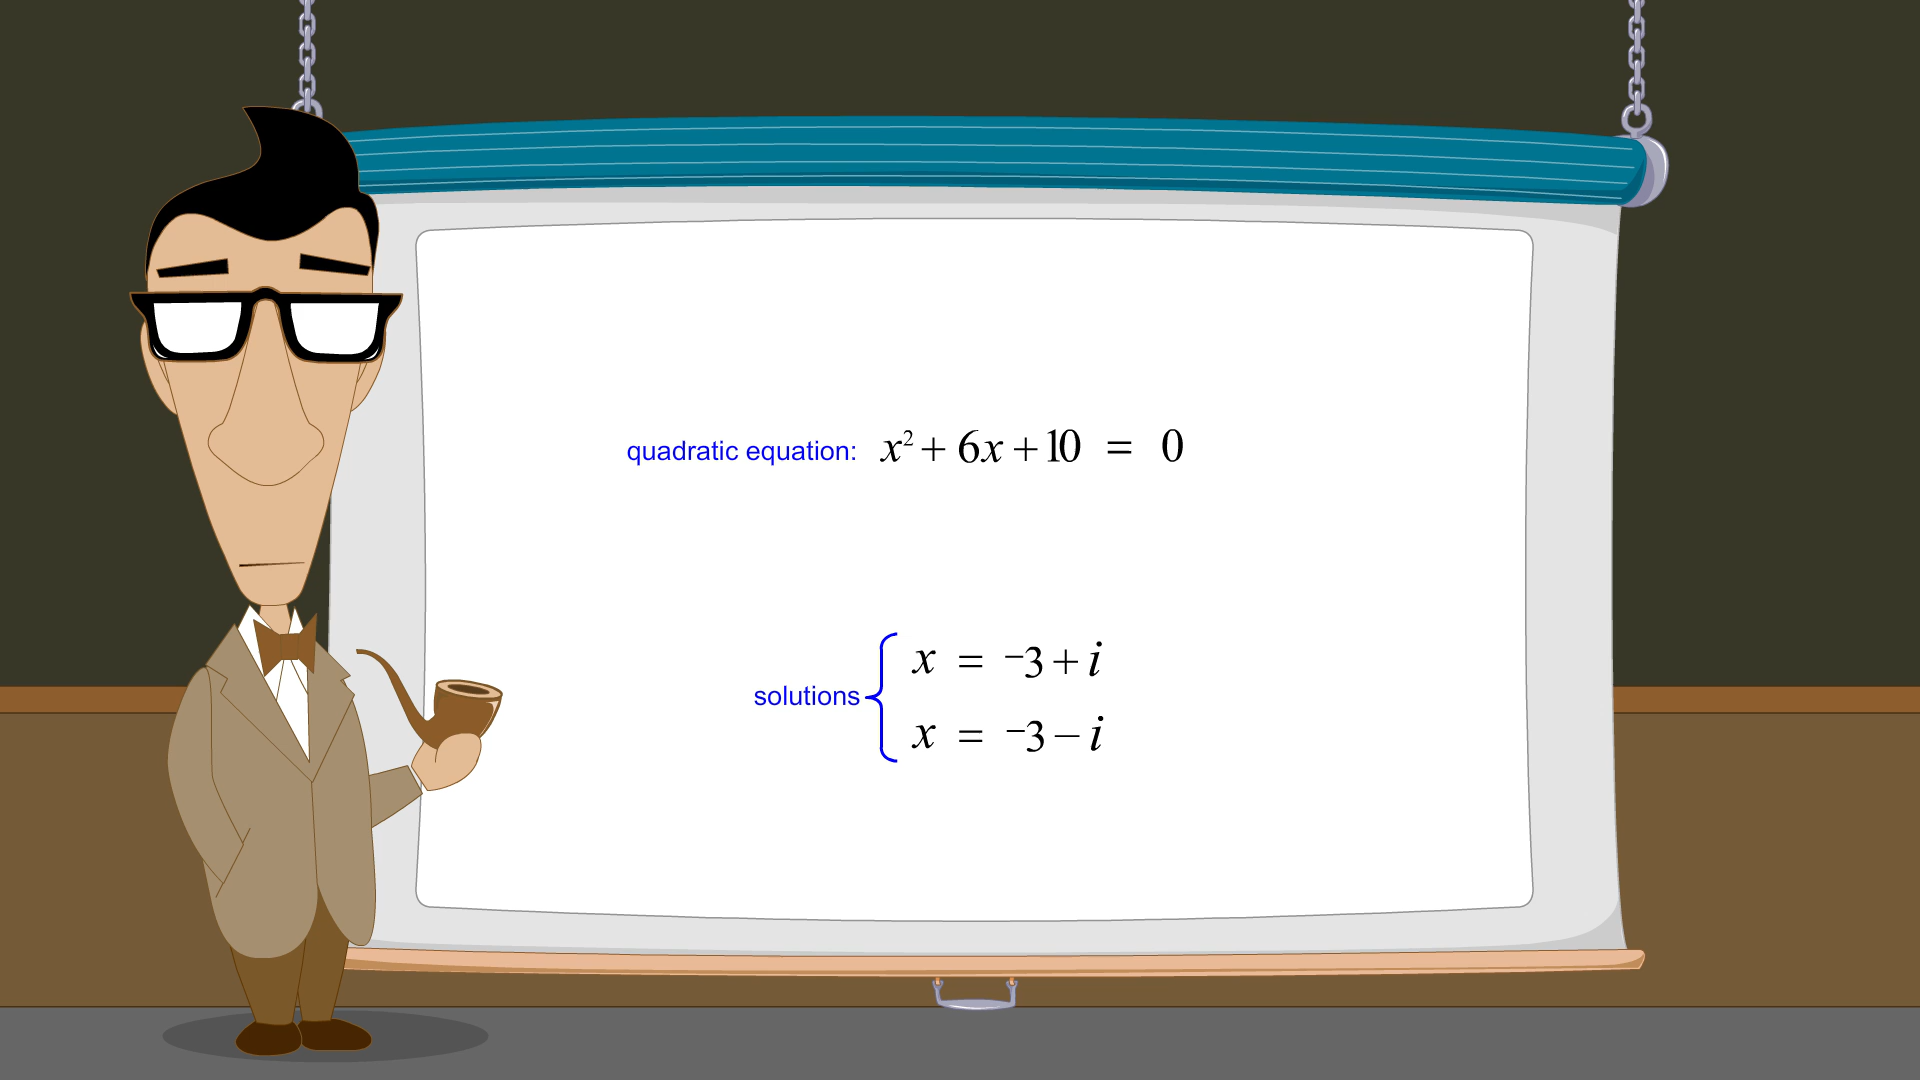 quadratic equation: x² + 6x + 10 = 0
x = ⁻3 + i
solutions
x = ⁻3 − i